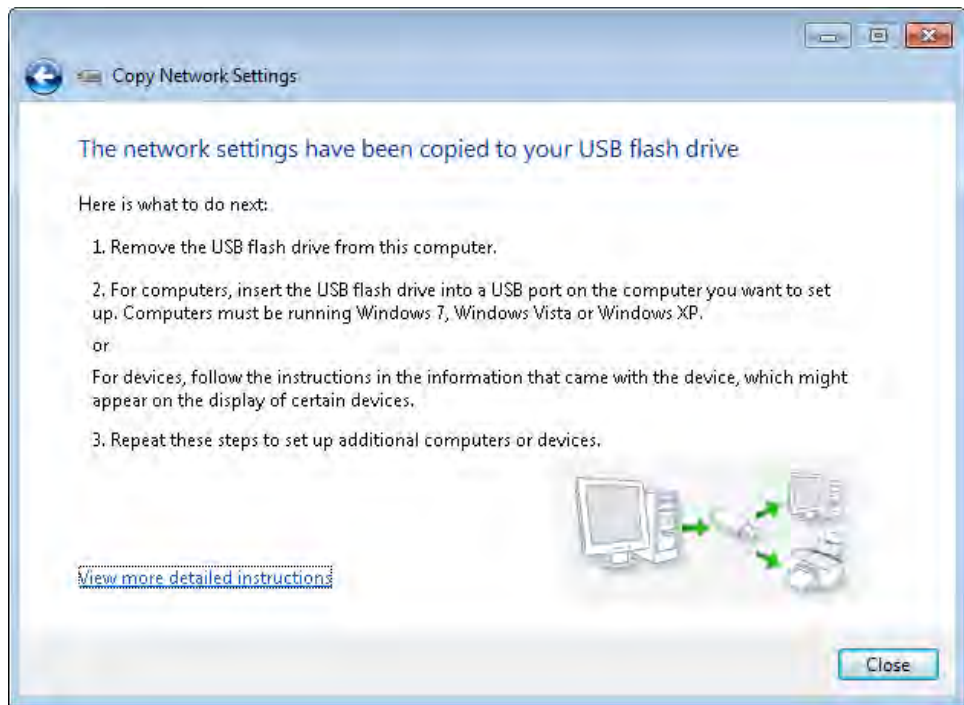 Copy Network Settings
The network settings have been copied to your USB flash drive
Here is what to do next:
1. Remove the USB flash drive from this computer.
2. For computers, insert the USB flash drive into a USB port on the computer you want to set
up. Computers must be running Windows 7, Windows Vista or Windows XP.
or
For devices, follow the instructions in the information that came with the device, which might
appear on the display of certain devices.
3. Repeat these steps to set up additional computers or devices.
View more detailed instructions
Close